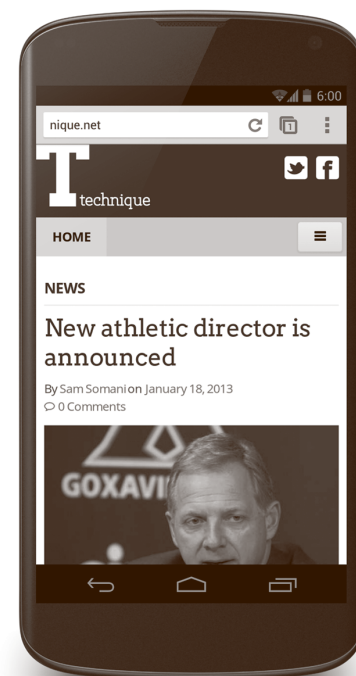 6:00
nique.net
1
T
technique
HOME
NEWS
New athletic director is
announced
By Sam Somani on January 18, 2013
0 Comments
GOXAVI